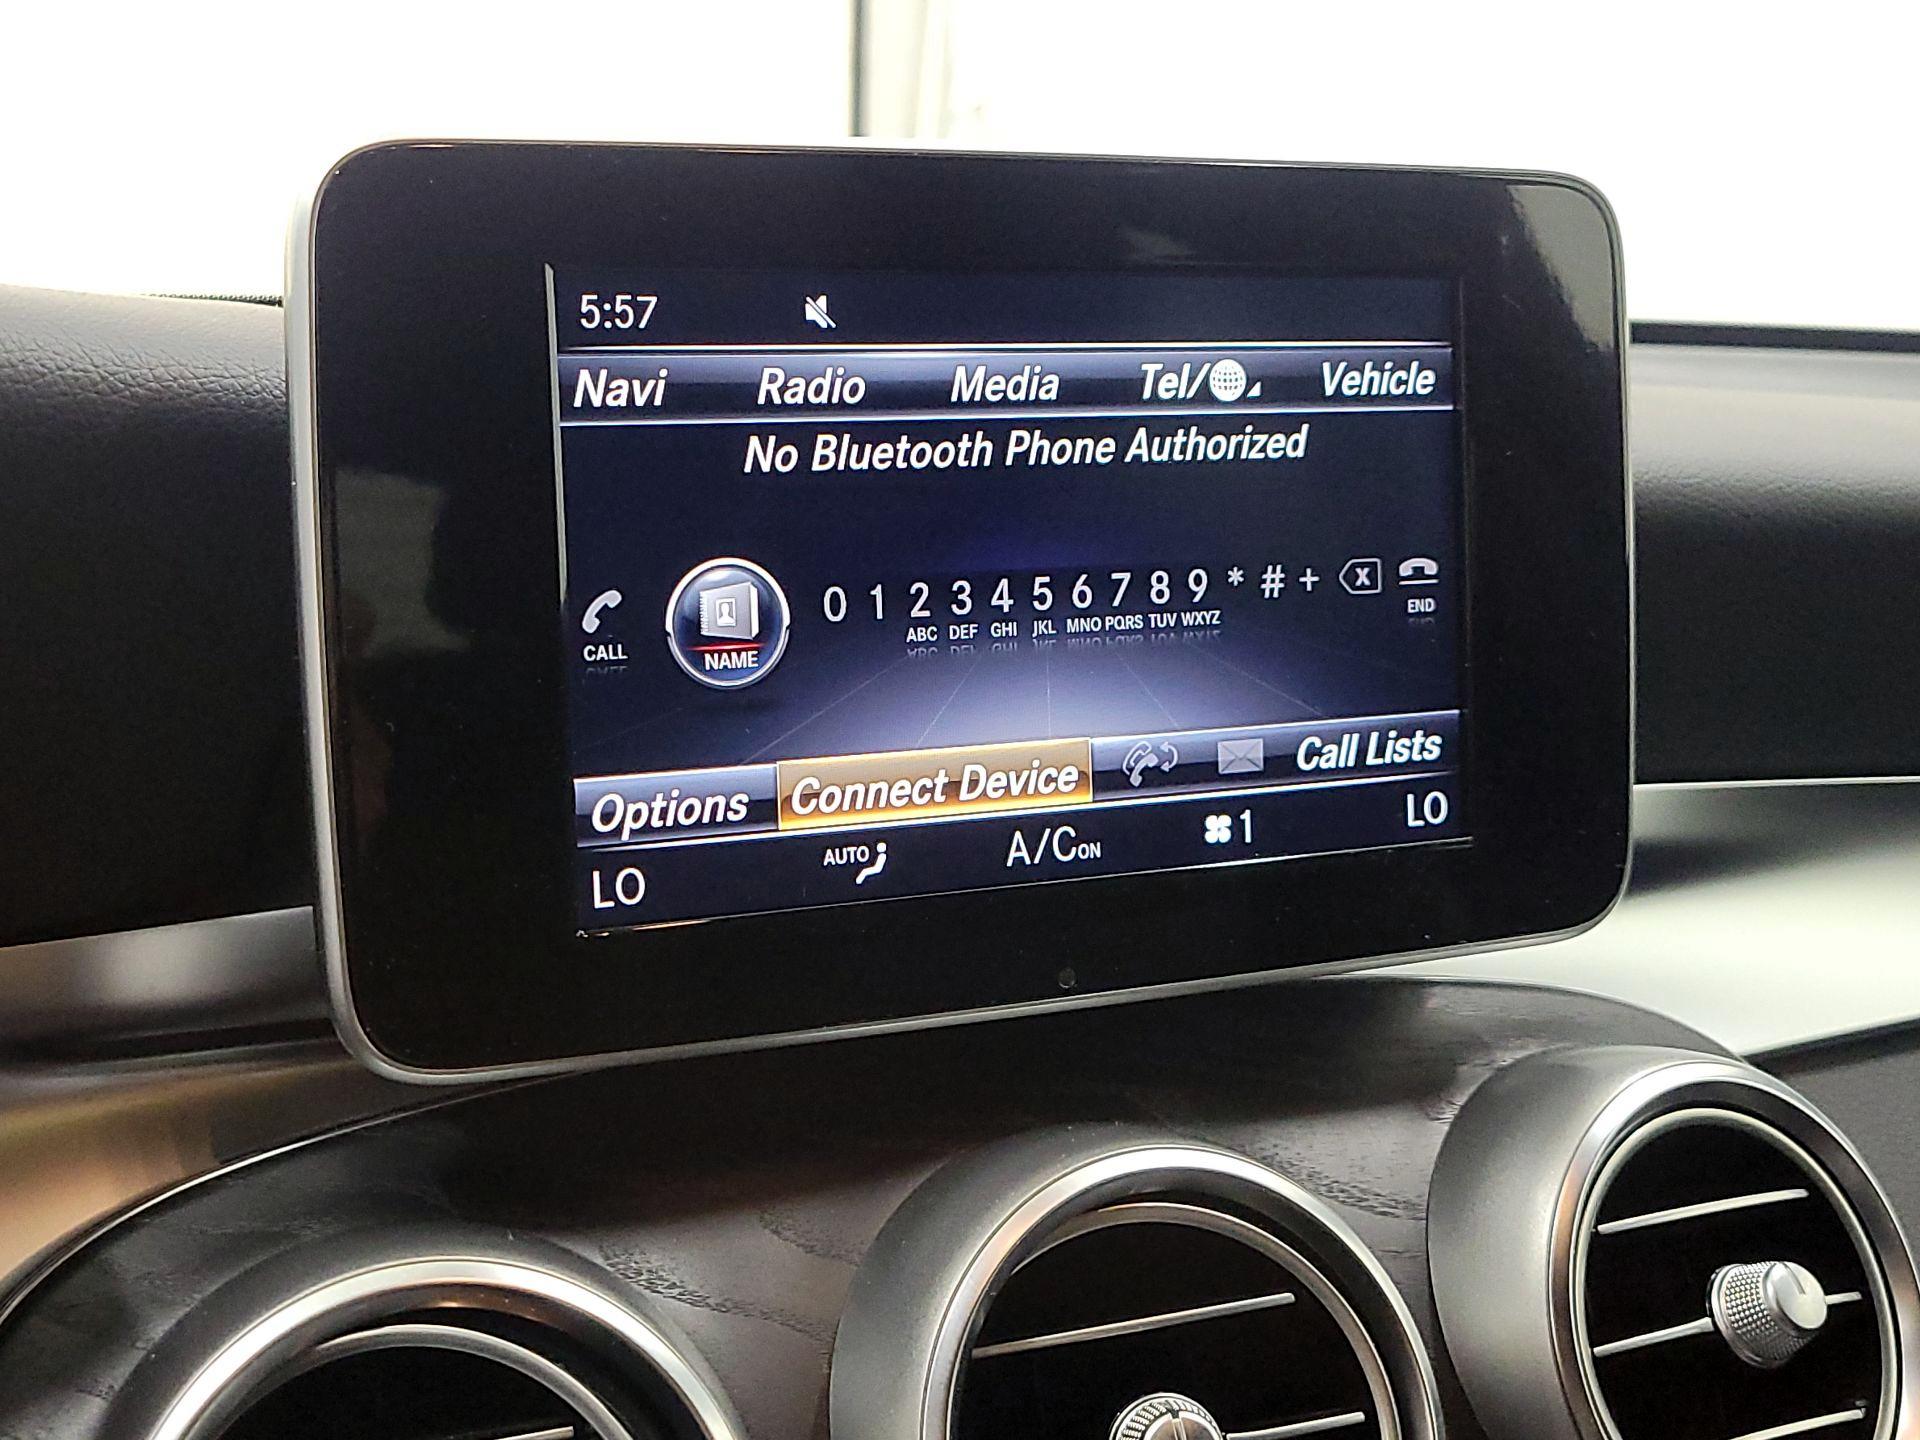 5:57
Navi Radio Media Tel/ Vehicle
No Bluetooth Phone Authorized
0 1 2 3 4 5 6 7 8 9 * # + X
ABC DEF GHI JKL MNO PQRS TUV WXYZ
CALL NAME END
Options Connect Device Call Lists
LO AUTO A/C ON 1 LO